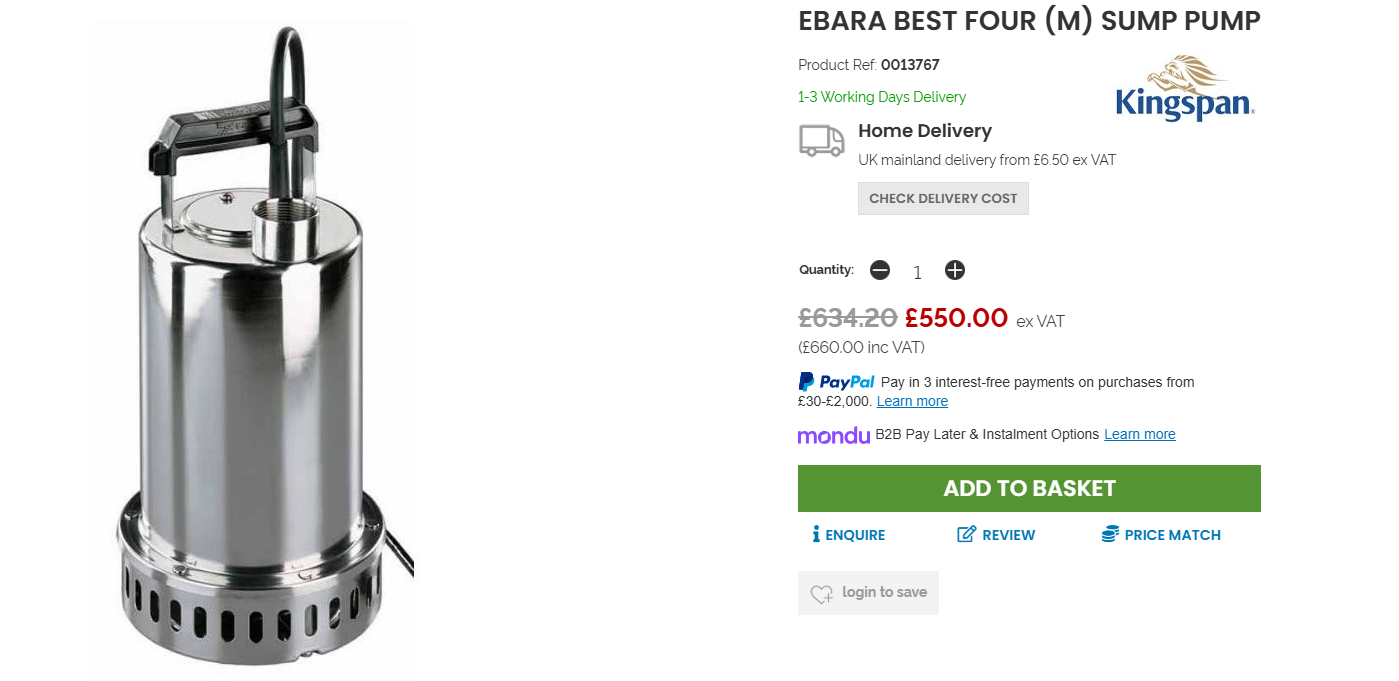 EBARA BEST FOUR (M) SUMP PUMP
Product Ref: 0013767
Kingspan®
1-3 Working Days Delivery
Home Delivery
UK mainland delivery from £6.50 ex VAT
CHECK DELIVERY COST
Quantity: 1
£634.20 £550.00 ex VAT
(£660.00 inc VAT)
PayPal Pay in 3 interest-free payments on purchases from
£30-£2,000. Learn more
mondu B2B Pay Later & Instalment Options Learn more
ADD TO BASKET
ENQUIRE REVIEW PRICE MATCH
login to save